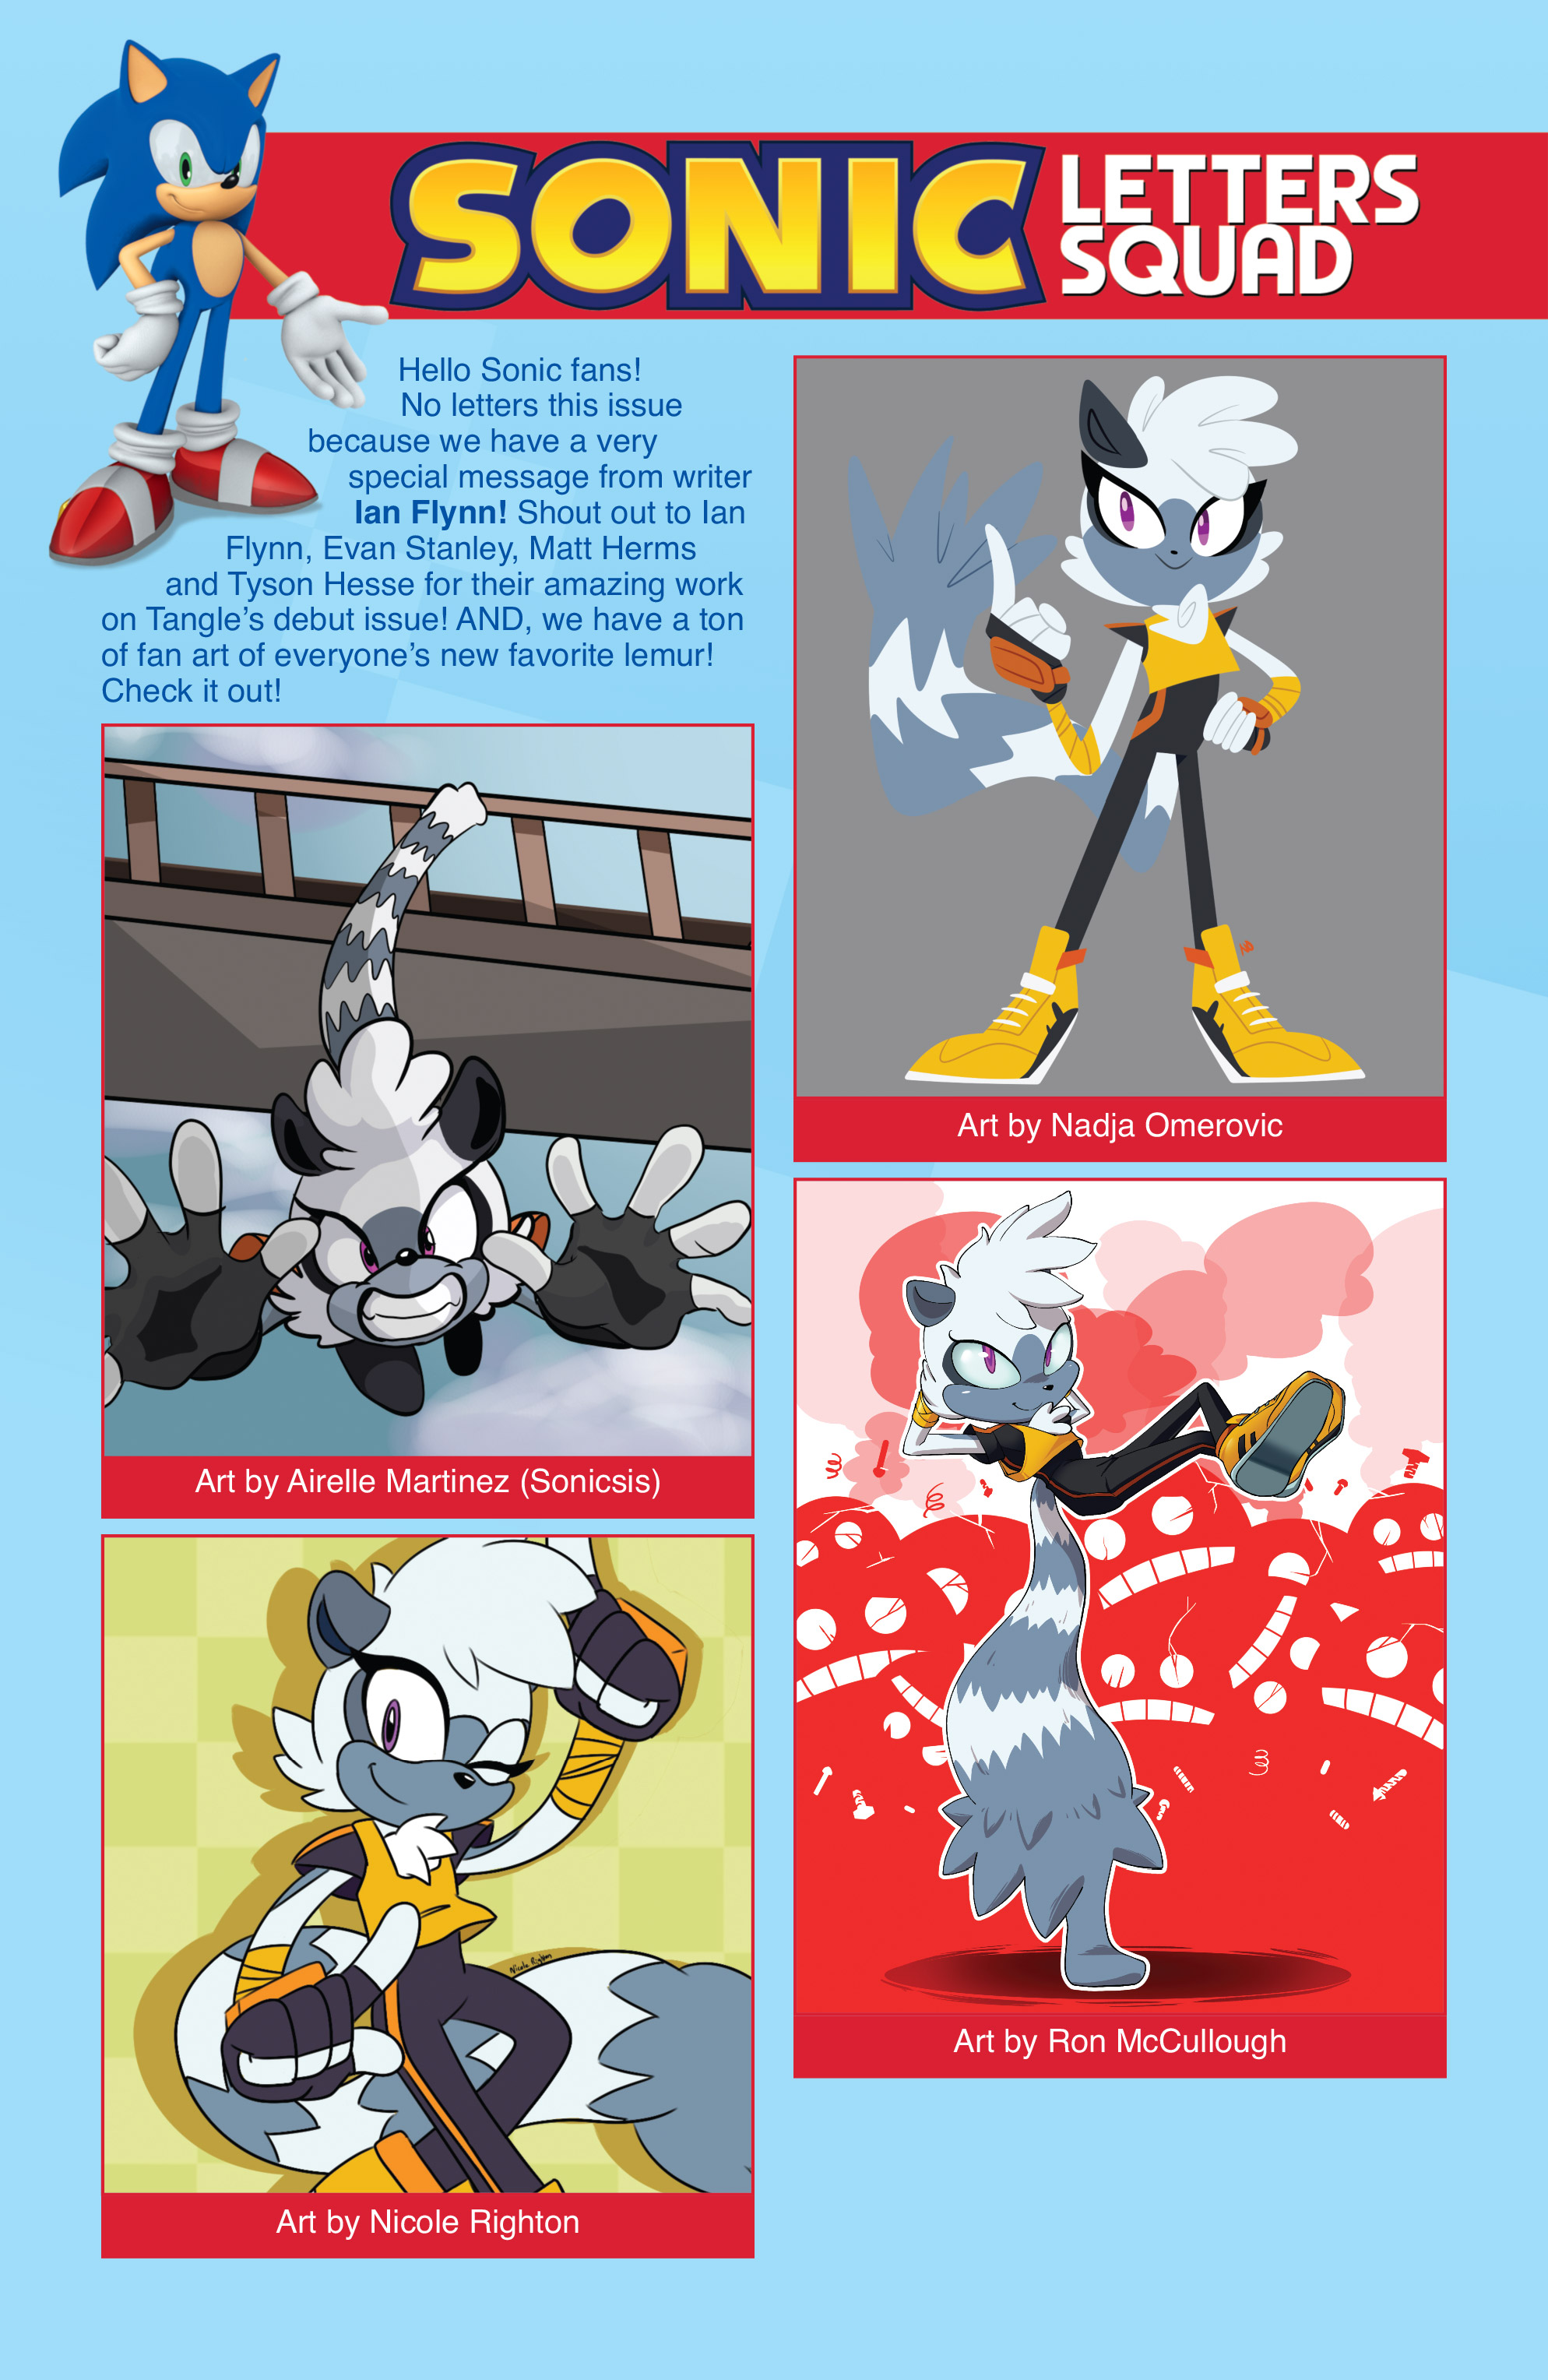 SONIC LETTERS
SQUAD
Hello Sonic fans!
No letters this issue
because we have a very
special message from writer
Ian Flynn! Shout out to Ian
Flynn, Evan Stanley, Matt Herms
and Tyson Hesse for their amazing work
on Tangle’s debut issue! AND, we have a ton
of fan art of everyone’s new favorite lemur!
Check it out!
Art by Airelle Martinez (Sonicsis)
Nicole Righton
Art by Nicole Righton
Art by Nadja Omerovic
Art by Ron McCullough